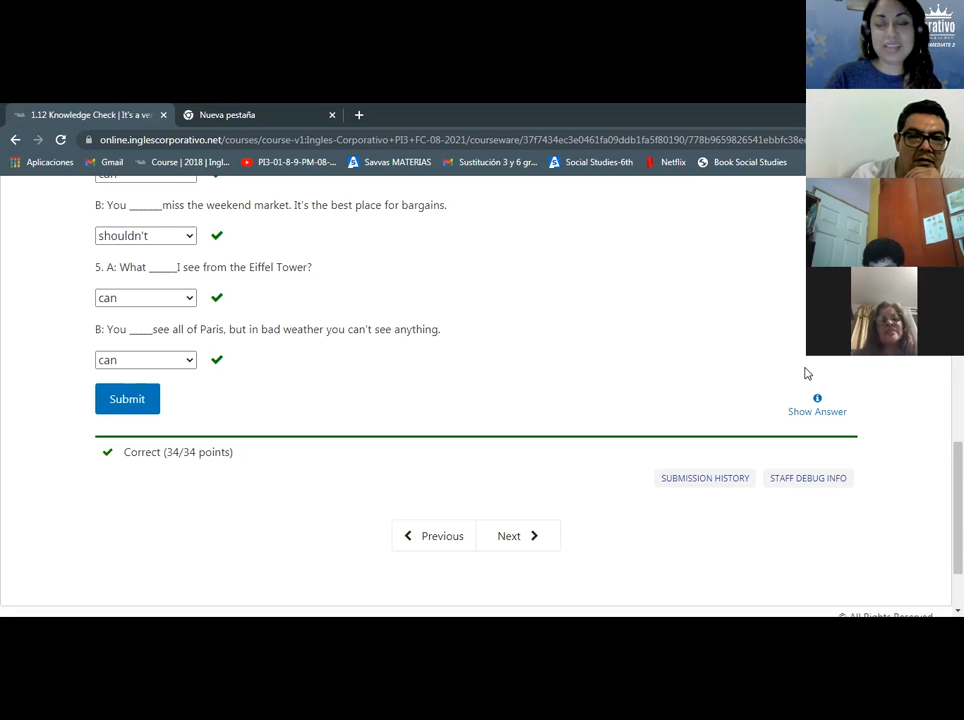 rativo
MEDIATE 3
1.12 Knowledge Check | It's a ver
Nueva pestaña
online.inglescorporativo.net/courses/course-v1:Ingles-Corporativo+PI3+FC-08-2021/courseware/37f7434ec3e0461fa09ddb1fa5f80190/778b9659826541ebbfc38ee
Aplicaciones
Gmail
Course | 2018 | Ingl...
PI3-01-8-9-PM-08-...
Savvas MATERIAS
Sustitución 3 y 6 gr...
Social Studies-6th
Netflix
Book Social Studies
can
B: You ______miss the weekend market. It's the best place for bargains.
shouldn't
5. A: What _____I see from the Eiffel Tower?
can
B: You ____see all of Paris, but in bad weather you can't see anything.
can
Submit
Show Answer
Correct (34/34 points)
SUBMISSION HISTORY
STAFF DEBUG INFO
Previous
Next
© All Rights Reserved